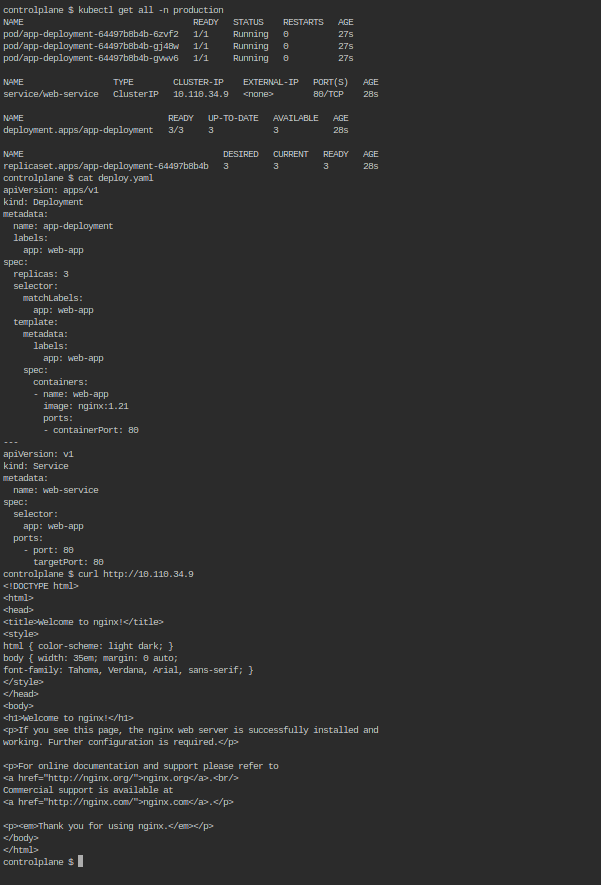 controlplane $ kubectl get all -n production
NAME                                  READY   STATUS    RESTARTS   AGE
pod/app-deployment-64497b8b4b-6zvf2   1/1     Running   0          27s
pod/app-deployment-64497b8b4b-gj48w   1/1     Running   0          27s
pod/app-deployment-64497b8b4b-gvwv6   1/1     Running   0          27s

NAME                  TYPE        CLUSTER-IP    EXTERNAL-IP   PORT(S)   AGE
service/web-service   ClusterIP   10.110.34.9   <none>        80/TCP    28s

NAME                             READY   UP-TO-DATE   AVAILABLE   AGE
deployment.apps/app-deployment   3/3     3            3           28s

NAME                                        DESIRED   CURRENT   READY   AGE
replicaset.apps/app-deployment-64497b8b4b   3         3         3       28s
controlplane $ cat deploy.yaml
apiVersion: apps/v1
kind: Deployment
metadata:
  name: app-deployment
  labels:
    app: web-app
spec:
  replicas: 3
  selector:
    matchLabels:
      app: web-app
  template:
    metadata:
      labels:
        app: web-app
    spec:
      containers:
      - name: web-app
        image: nginx:1.21
        ports:
        - containerPort: 80
---
apiVersion: v1
kind: Service
metadata:
  name: web-service
spec:
  selector:
    app: web-app
  ports:
    - port: 80
      targetPort: 80
controlplane $ curl http://10.110.34.9
<!DOCTYPE html>
<html>
<head>
<title>Welcome to nginx!</title>
<style>
html { color-scheme: light dark; }
body { width: 35em; margin: 0 auto;
font-family: Tahoma, Verdana, Arial, sans-serif; }
</style>
</head>
<body>
<h1>Welcome to nginx!</h1>
<p>If you see this page, the nginx web server is successfully installed and
working. Further configuration is required.</p>

<p>For online documentation and support please refer to
<a href="http://nginx.org/">nginx.org</a>.<br/>
Commercial support is available at
<a href="http://nginx.com/">nginx.com</a>.</p>

<p><em>Thank you for using nginx.</em></p>
</body>
</html>
controlplane $